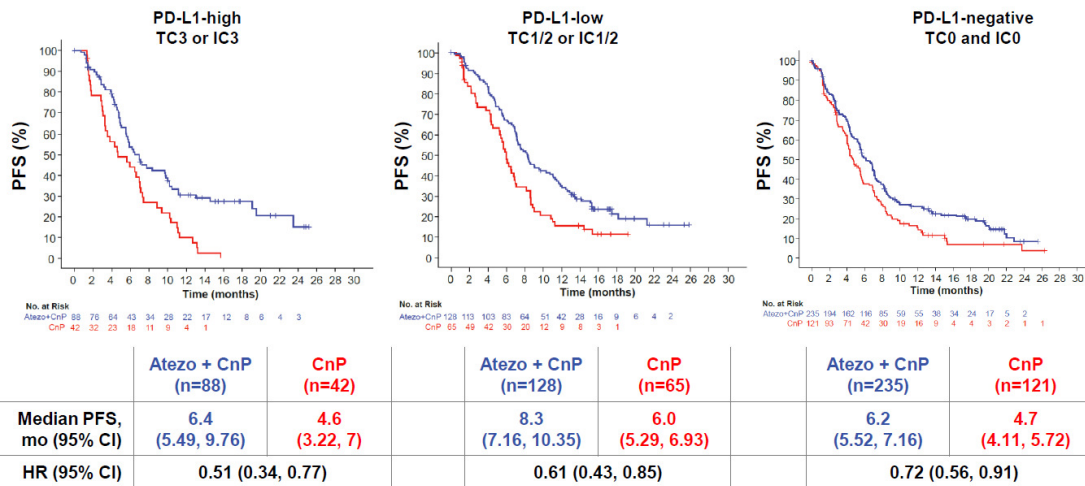 PD-L1-high
TC3 or IC3
PFS (%)
100
90
80
70
60
50
40
30
20
10
0
0 2 4 6 8 10 12 14 16 18 20 22 24 26 28 30
Time (months)
No. at Risk
Atezo+CnP 88 76 64 43 34 28 22 17 12 8 6 4 3
CnP 42 32 23 18 11 9 4 1
PD-L1-low
TC1/2 or IC1/2
PFS (%)
100
90
80
70
60
50
40
30
20
10
0
0 2 4 6 8 10 12 14 16 18 20 22 24 26 28 30
Time (months)
No. at Risk
Atezo+CnP 128 113 103 83 64 51 42 28 16 9 6 4 2
CnP 65 49 42 30 20 12 9 8 3 1
PD-L1-negative
TC0 and IC0
PFS (%)
100
90
80
70
60
50
40
30
20
10
0
0 2 4 6 8 10 12 14 16 18 20 22 24 26 28 30
Time (months)
No. at Risk
Atezo+CnP 235 194 162 116 85 59 55 38 34 24 17 5 2
CnP 121 93 71 42 30 19 16 9 4 4 3 2 1 1
Atezo + CnP CnP Atezo + CnP CnP Atezo + CnP CnP
(n=88) (n=42) (n=128) (n=65) (n=235) (n=121)
Median PFS, 6.4 4.6 8.3 6.0 6.2 4.7
mo (95% CI) (5.49, 9.76) (3.22, 7) (7.16, 10.35) (5.29, 6.93) (5.52, 7.16) (4.11, 5.72)
HR (95% CI) 0.51 (0.34, 0.77) 0.61 (0.43, 0.85) 0.72 (0.56, 0.91)